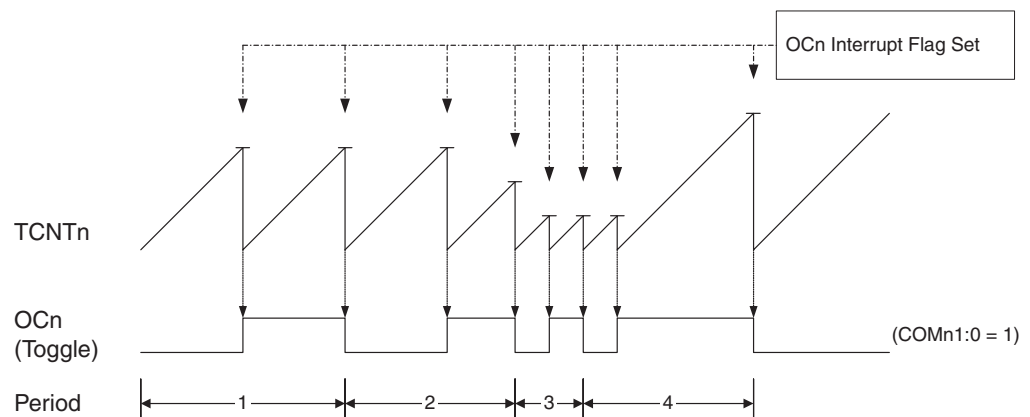 OCn Interrupt Flag Set
TCNTn
OCn
(Toggle)
(COMn1:0 = 1)
Period
1
2
3
4